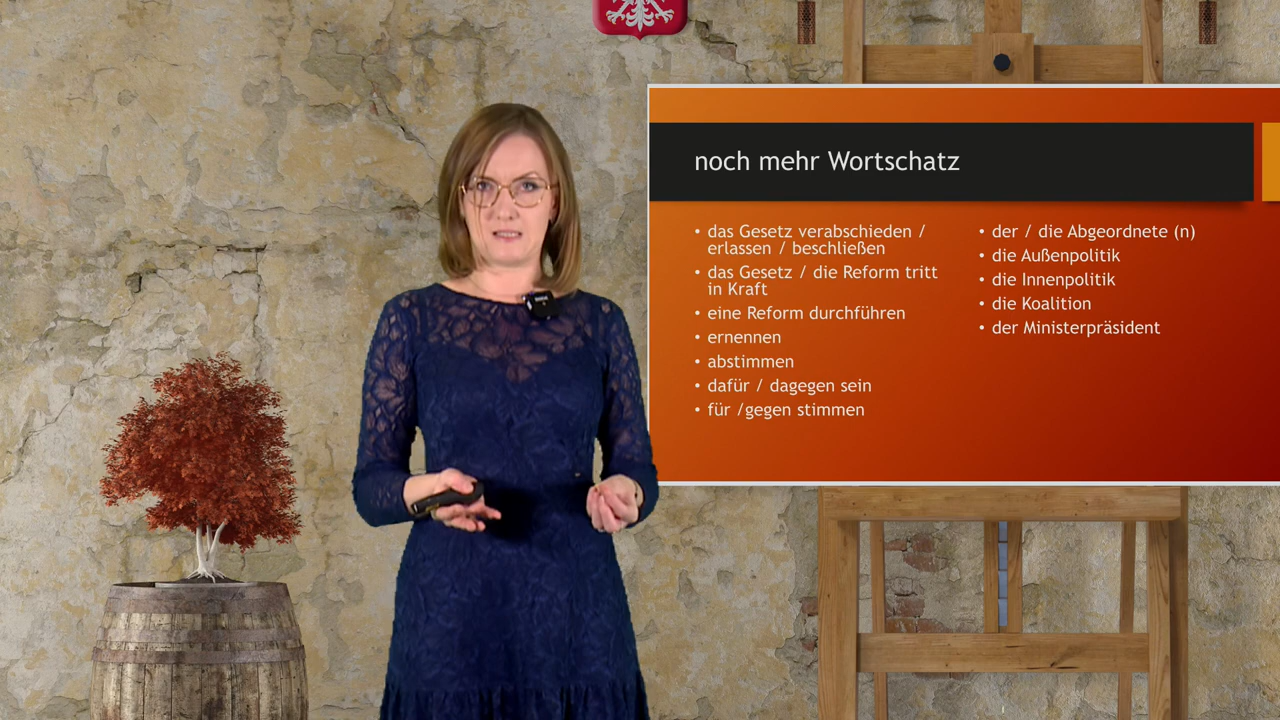 noch mehr Wortschatz
• das Gesetz verabschieden /
erlassen / beschließen
• das Gesetz / die Reform tritt
in Kraft
• eine Reform durchführen
• ernennen
• abstimmen
• dafür / dagegen sein
• für /gegen stimmen
• der / die Abgeordnete (n)
• die Außenpolitik
• die Innenpolitik
• die Koalition
• der Ministerpräsident